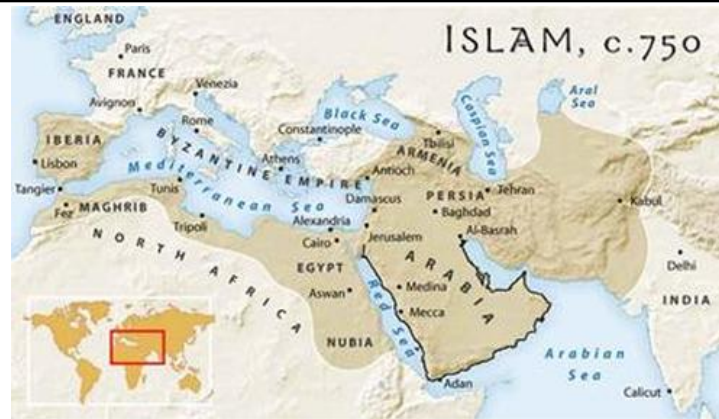 ISLAM, c.750
ENGLAND
Paris
FRANCE
Venezia
Avignon
Rome
Black Sea
Caspian Sea
Aral
Sea
Constantinople
Tbilisi
IBERIA
Lisbon
BYZANTINE EMPIRE
ARMENIA
Athens
Antioch
Mediterranean Sea
Tangier
Tunis
Damascus
PERSIA
Tehran
Kabul
Fez
MAGHRIB
Baghdad
Tripoli
Alexandria
Jerusalem
Al-Basrah
Cairo
NORTH AFRICA
EGYPT
ARABIA
Delhi
INDIA
Aswan
Medina
Red Sea
Mecca
NUBIA
Arabian
Sea
Adan
Calicut